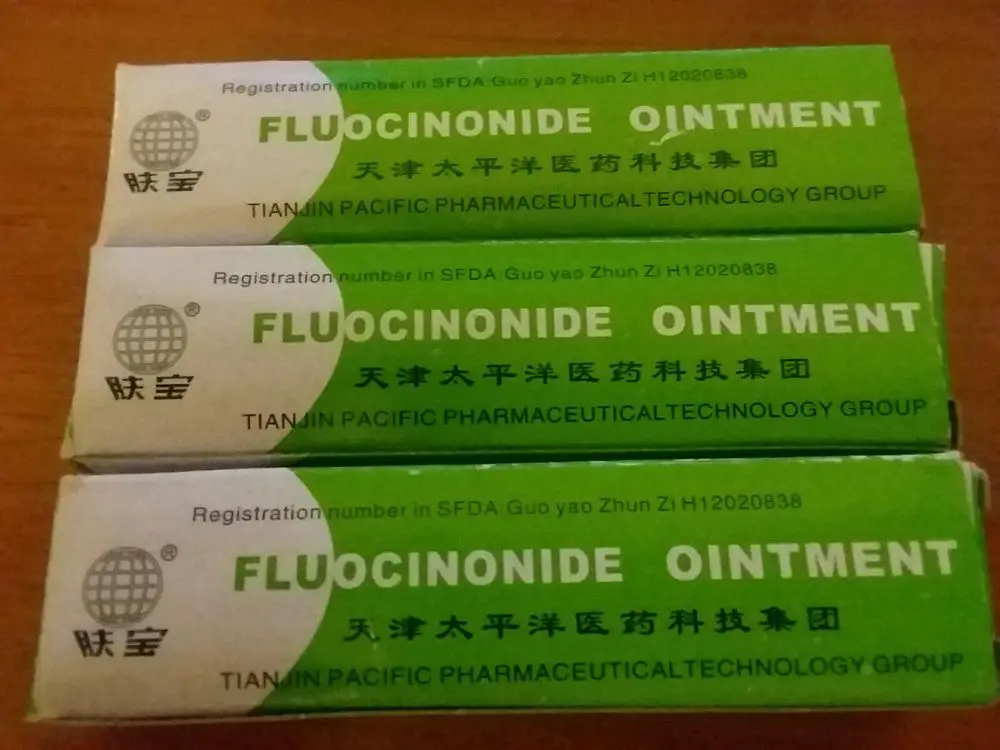 Registration number in SFDA Guo yao Zhun Zi H12020838
®
FLUOCINONIDE OINTMENT
肤宝
天津太平洋医药科技集团
TIANJIN PACIFIC PHARMACEUTICALTECHNOLOGY GROUP
Registration number in SFDA Guo yao Zhun Zi H12020838
®
FLUOCINONIDE OINTMENT
肤宝
天津太平洋医药科技集团
TIANJIN PACIFIC PHARMACEUTICALTECHNOLOGY GROUP
Registration number in SFDA Guo yao Zhun Zi H12020838
®
FLUOCINONIDE OINTMENT
肤宝
天津太平洋医药科技集团
TIANJIN PACIFIC PHARMACEUTICALTECHNOLOGY GROUP